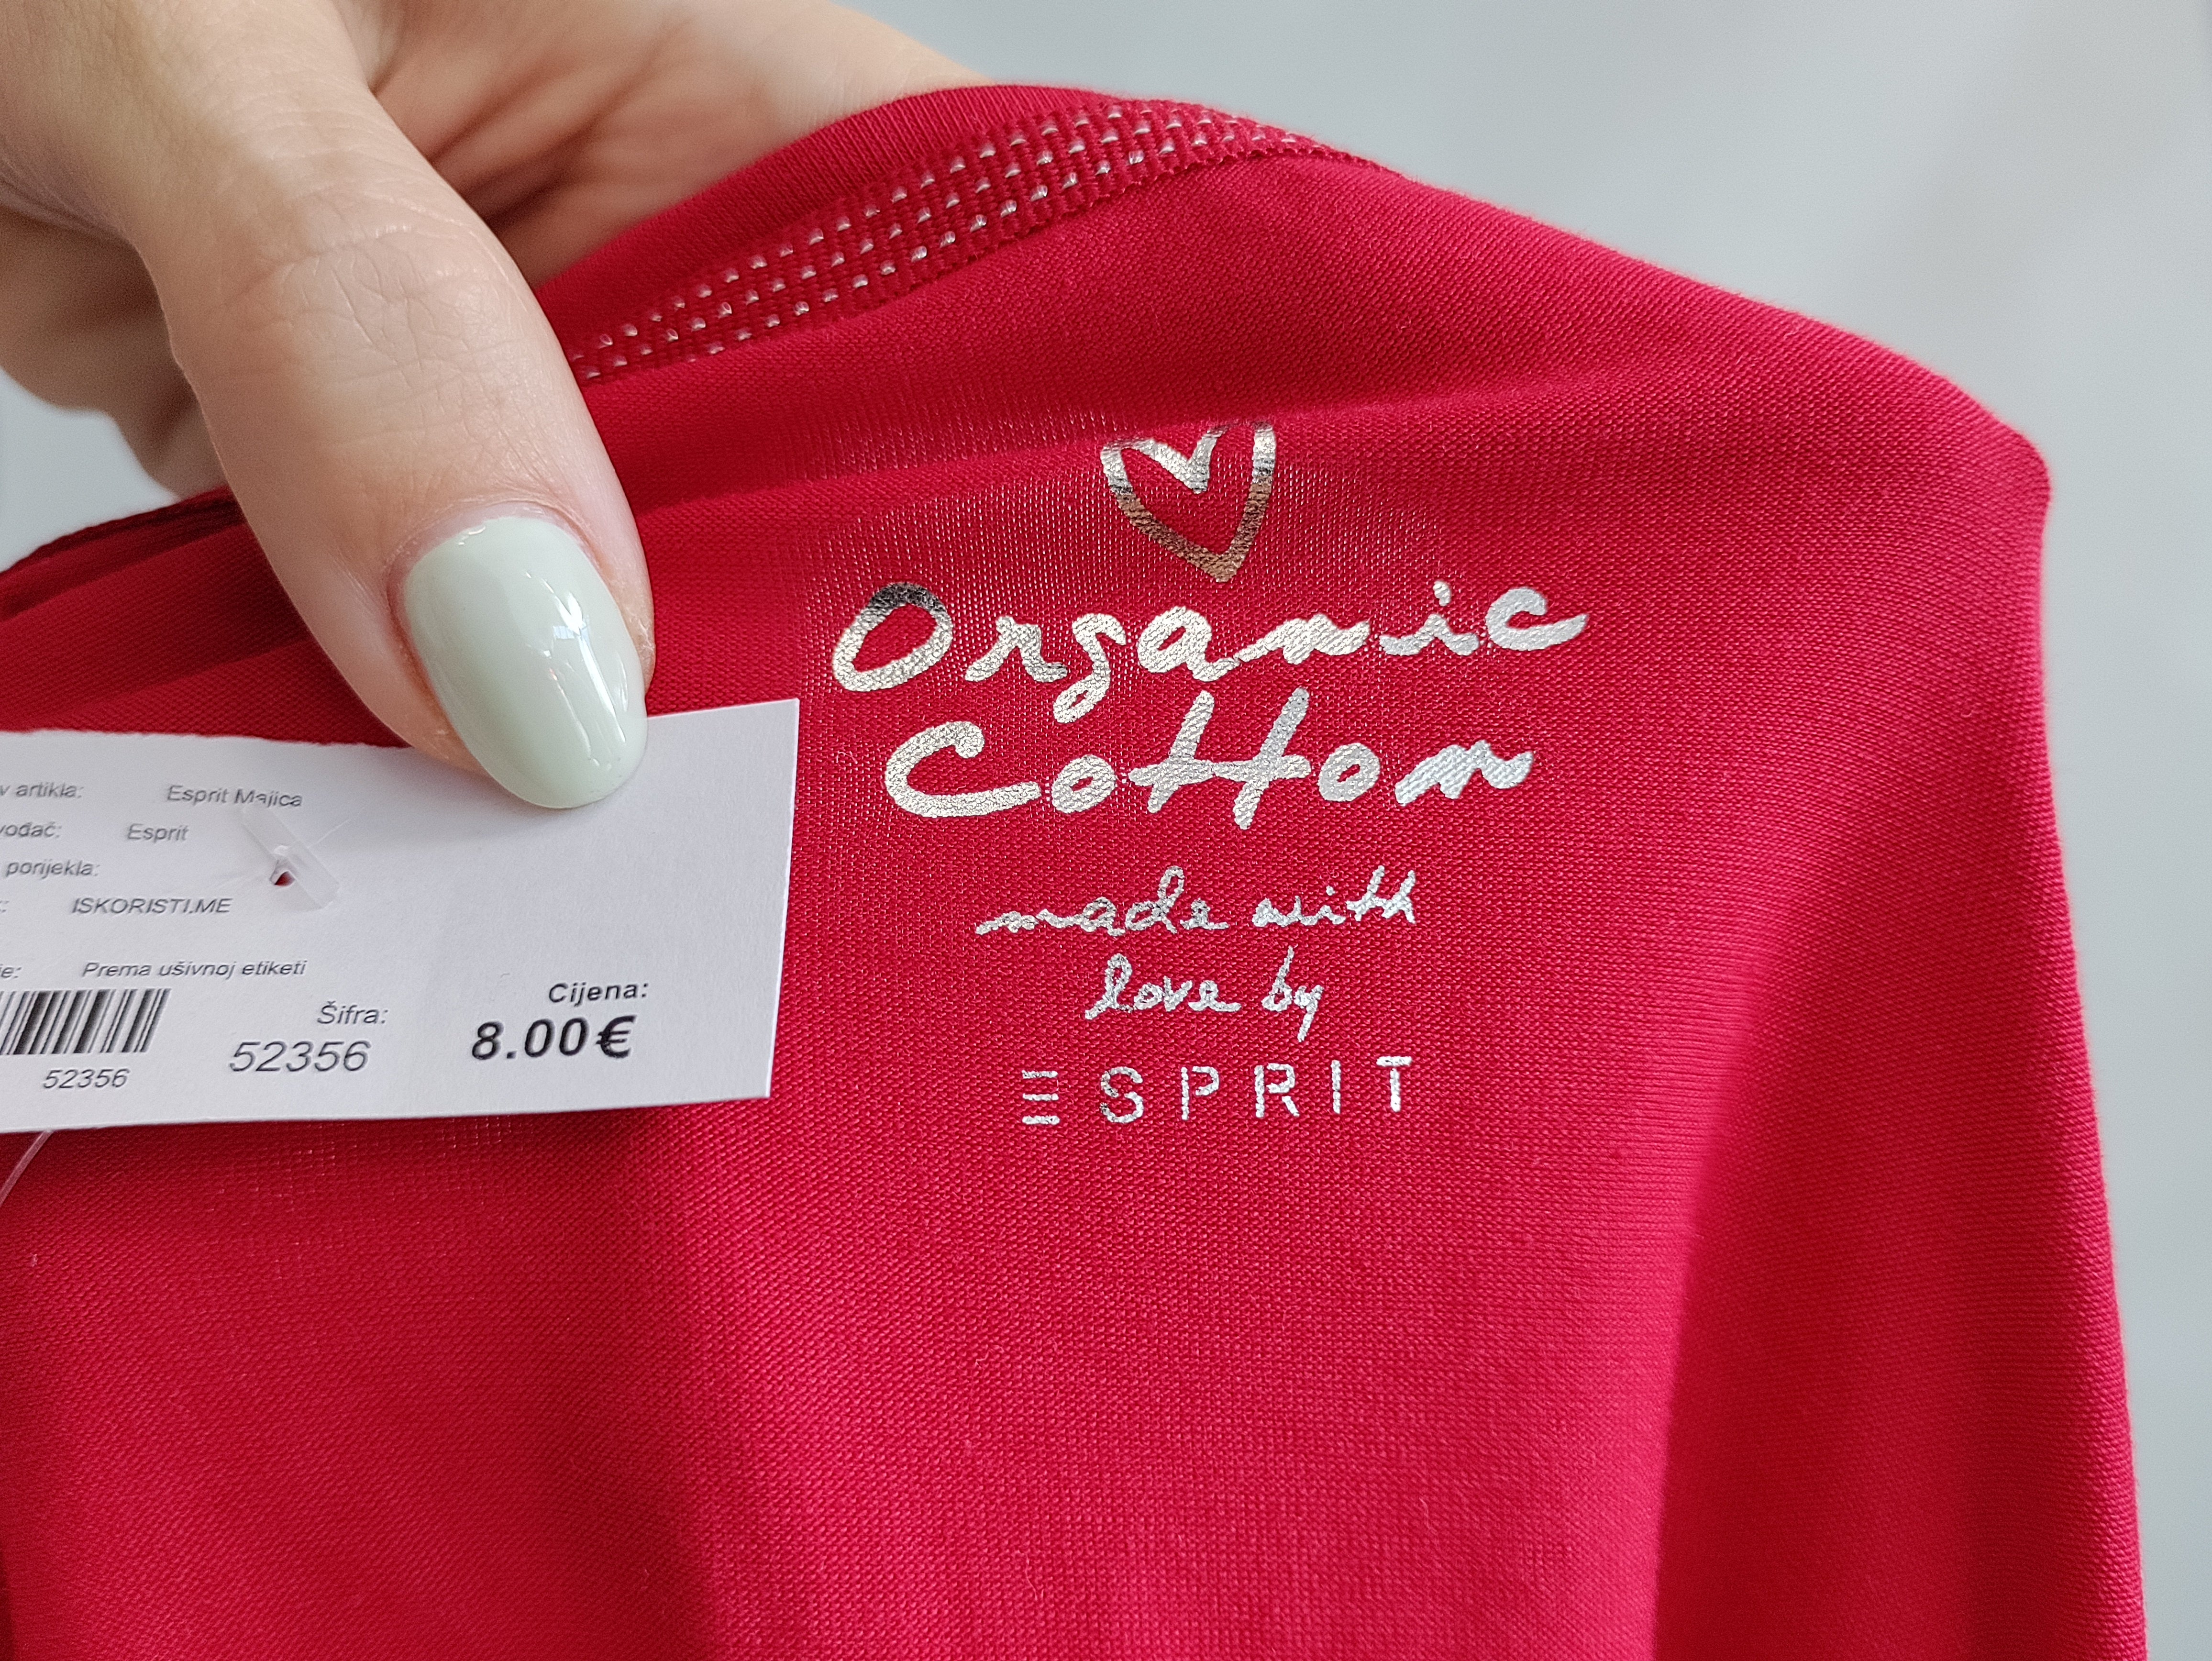 artikla: Esprit Majica
Esprit
porijekla:
ISKORISTI.ME
Prema ušivnoj etiketi
Cijena:
Šifra:
8.00€
52356
52356
Organic
Cotton
made with
love by
ESPRIT